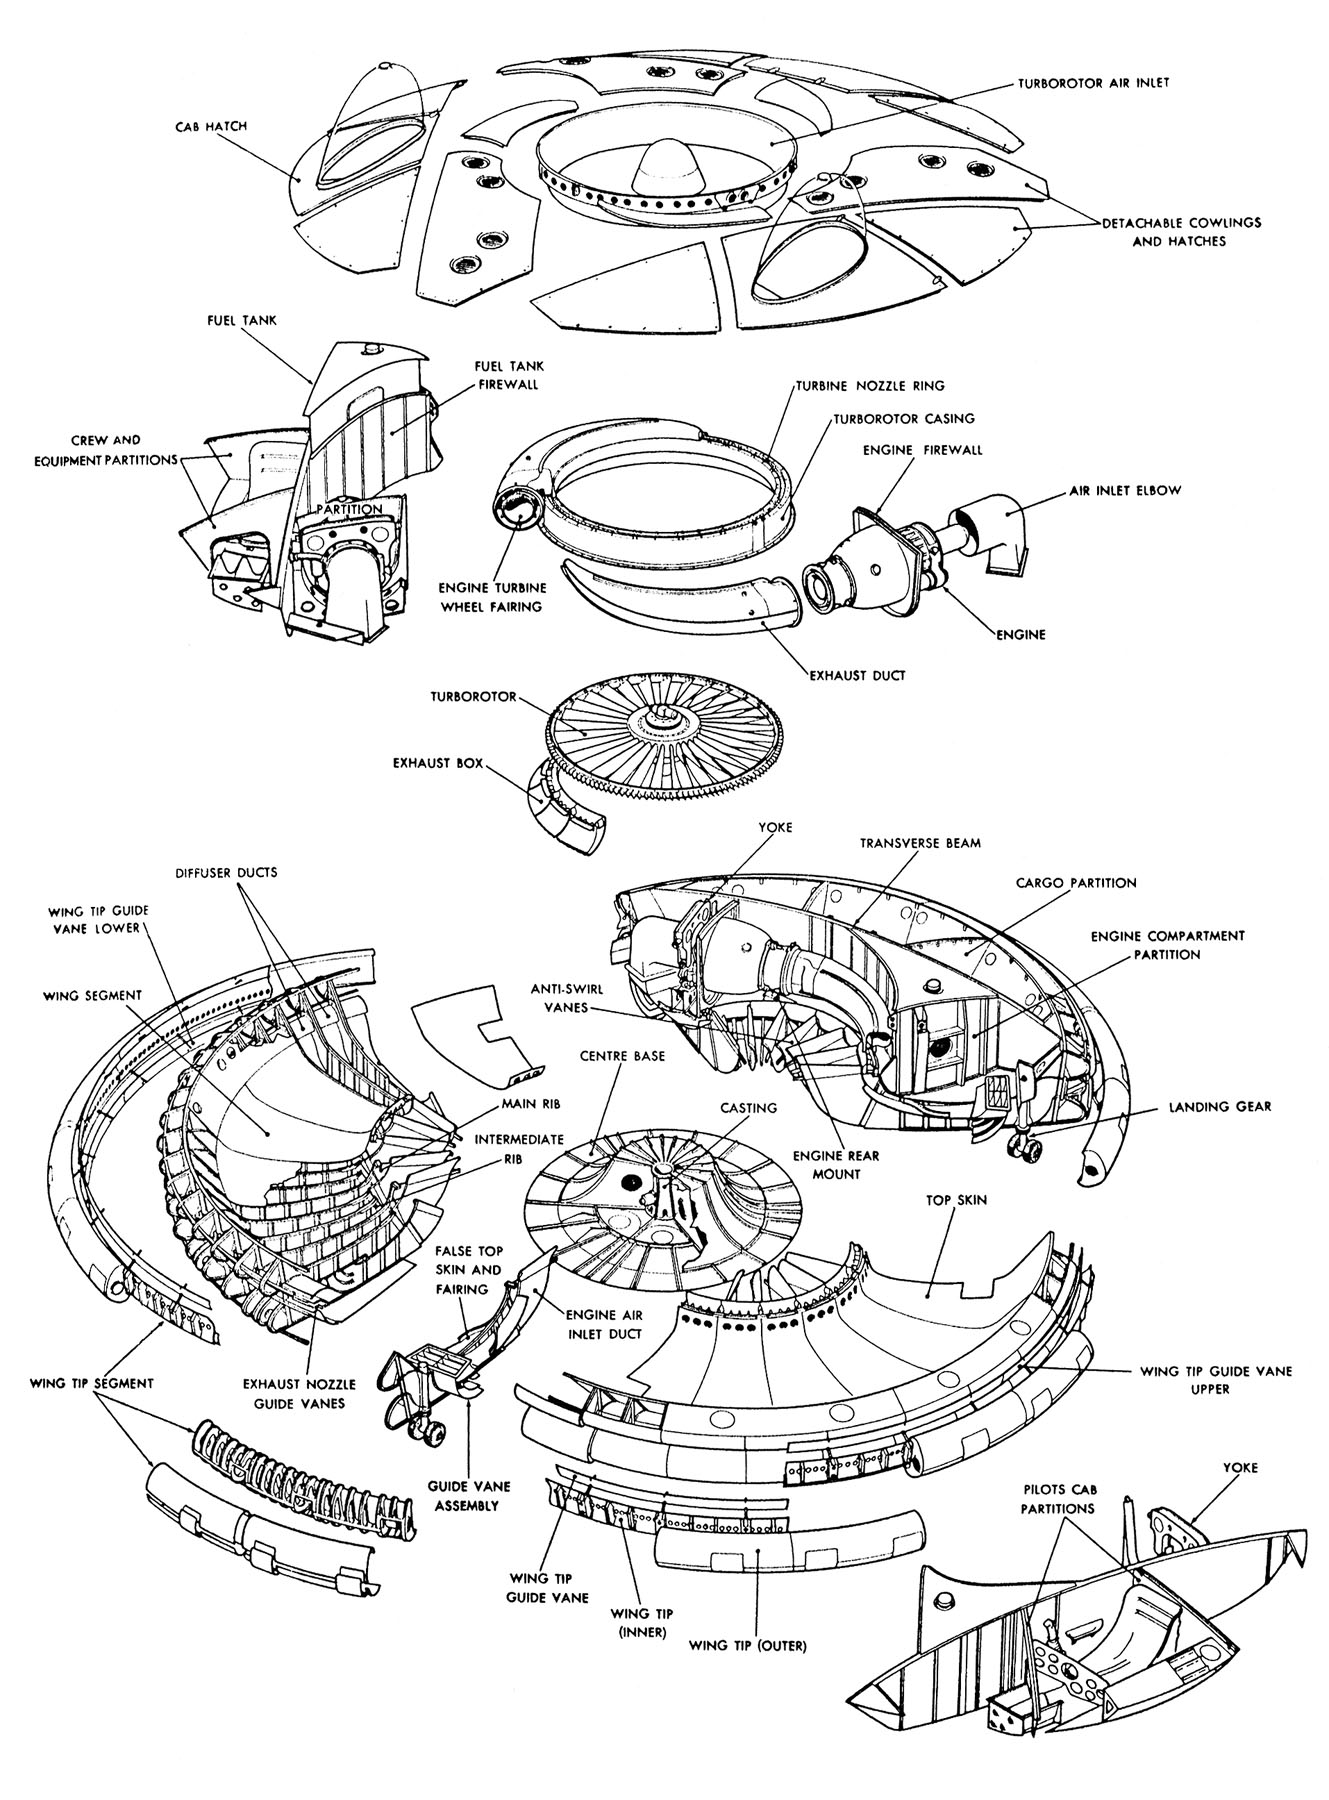 TURBOROTOR AIR INLET
CAB HATCH
DETACHABLE COWLINGS
AND HATCHES
FUEL TANK
FUEL TANK
FIREWALL
TURBINE NOZZLE RING
TURBOROTOR CASING
CREW AND
EQUIPMENT PARTITIONS
ENGINE FIREWALL
AIR INLET ELBOW
PARTITION
ENGINE TURBINE
WHEEL FAIRING
ENGINE
EXHAUST DUCT
TURBOROTOR
EXHAUST BOX
YOKE
TRANSVERSE BEAM
DIFFUSER DUCTS
CARGO PARTITION
WING TIP GUIDE
VANE LOWER
ENGINE COMPARTMENT
PARTITION
WING SEGMENT
ANTI-SWIRL
VANES
CENTRE BASE
MAIN RIB
CASTING
LANDING GEAR
INTERMEDIATE
RIB
ENGINE REAR
MOUNT
TOP SKIN
FALSE TOP
SKIN AND
FAIRING
ENGINE AIR
INLET DUCT
WING TIP SEGMENT
EXHAUST NOZZLE
GUIDE VANES
WING TIP GUIDE VANE
UPPER
GUIDE VANE
ASSEMBLY
YOKE
PILOTS CAB
PARTITIONS
WING TIP
GUIDE VANE
WING TIP
(INNER)
WING TIP (OUTER)